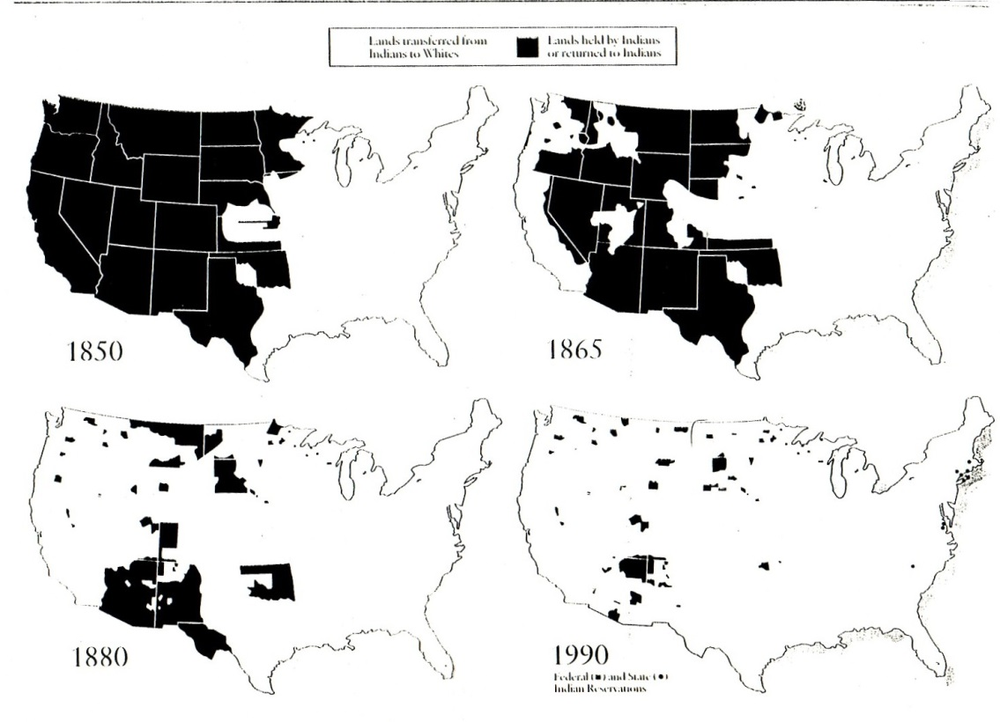 Lands transferred from
Indians to Whites
Lands held by Indians
or returned to Indians
1850
1865
1880
1990
Federal (■) and State (●)
Indian Reservations